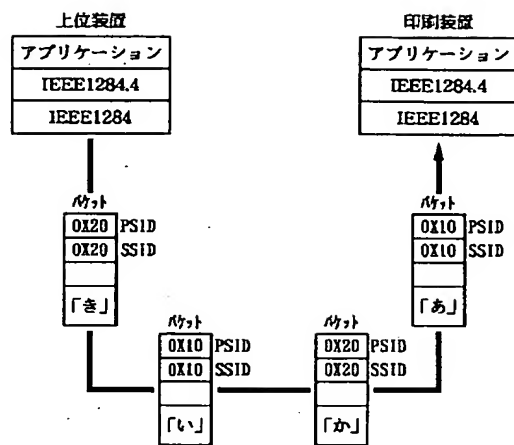 上位装置
アプリケーション
IEEE1284.4
IEEE1284
印刷装置
アプリケーション
IEEE1284.4
IEEE1284
パケット
0X20 PSID
0X20 SSID
「き」
パケット
0X10 PSID
0X10 SSID
「い」
パケット
0X20 PSID
0X20 SSID
「か」
パケット
0X10 PSID
0X10 SSID
「あ」